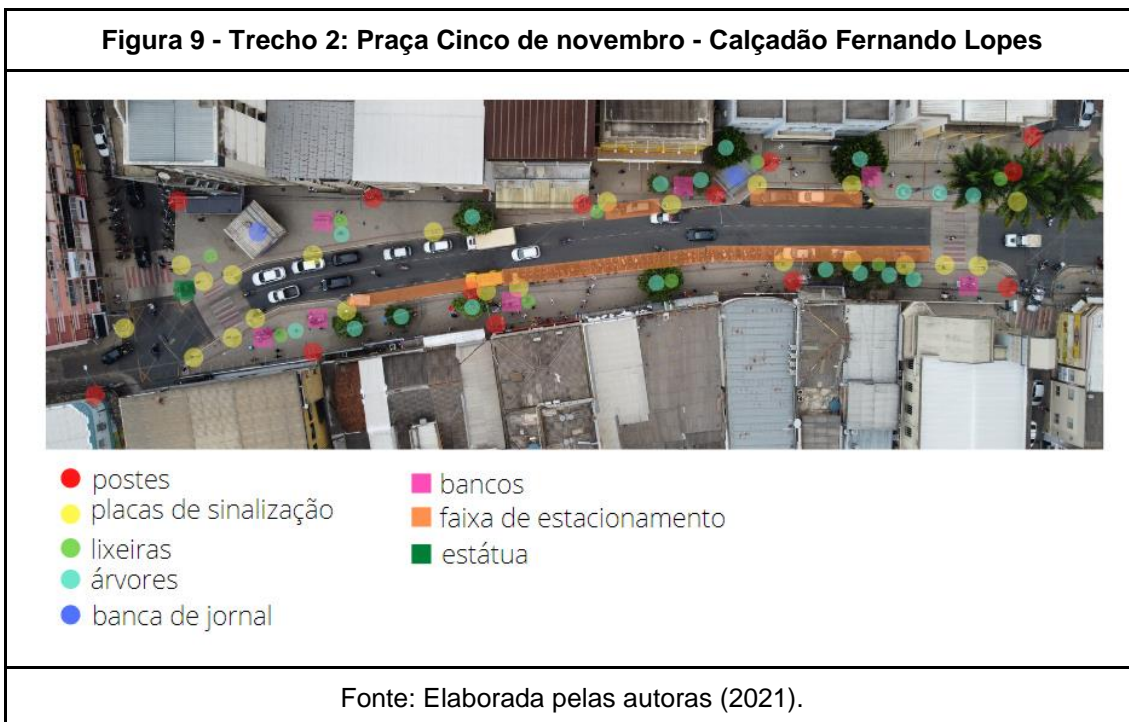 Figura 9 - Trecho 2: Praça Cinco de novembro - Calçadão Fernando Lopes
postes
placas de sinalização
lixeiras
árvores
banca de jornal
bancos
faixa de estacionamento
estátua
Fonte: Elaborada pelas autoras (2021).